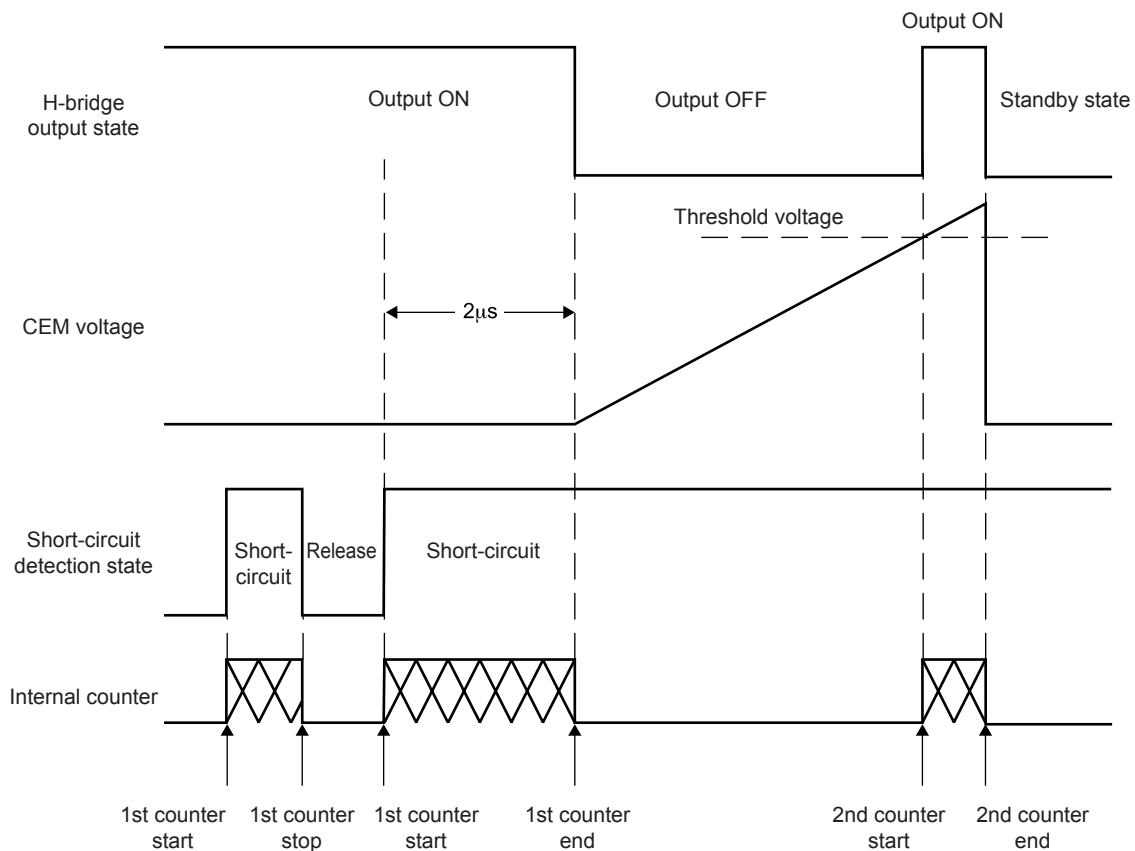 Output ON
H-bridge
output state
Output ON
Output OFF
Standby state
Threshold voltage
2μs
CEM voltage
Short-circuit
detection state
Short-
circuit
Release
Short-circuit
Internal counter
1st counter
start
1st counter
stop
1st counter
start
1st counter
end
2nd counter
start
2nd counter
end